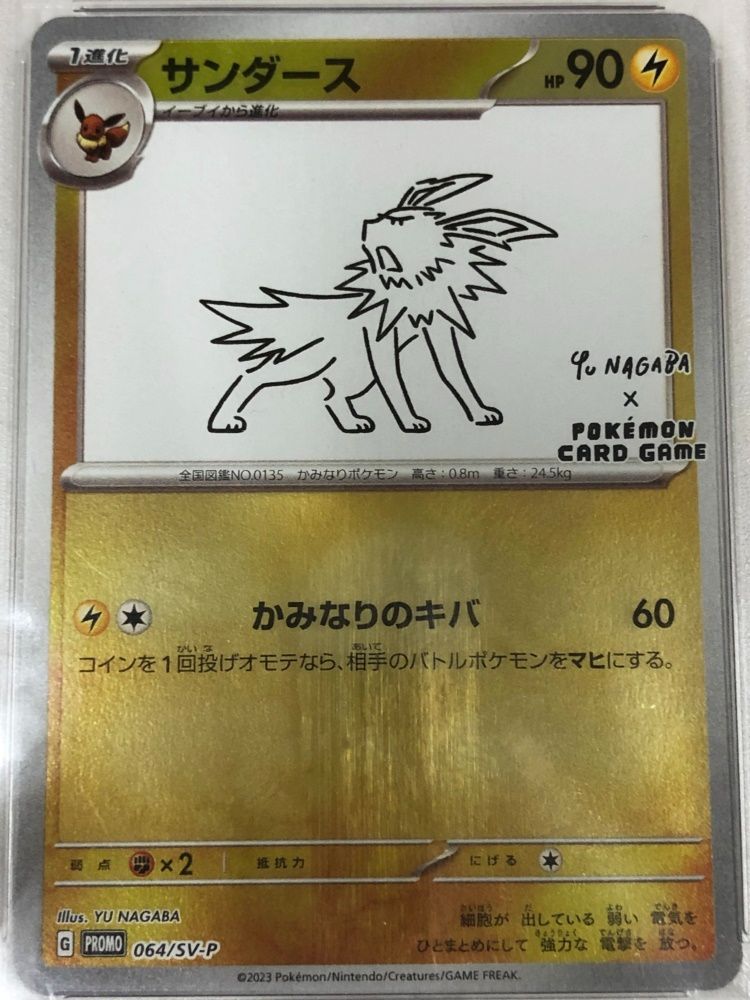 1進化
サンダース
HP 90
イーブイから進化
Yu NAGABA
×
POKÉMON
CARD GAME
全国図鑑NO.0135 かみなりポケモン 高さ:0.8m 重さ:24.5kg
かみなりのキバ 60
コインを1回投げオモテなら、相手のバトルポケモンをマヒにする。
弱点 ×2 抵抗力 にげる
Illus. YU NAGABA
細胞が 出している 弱い 電気を
G PROMO 064/SV-P
ひとまとめにして 強力な 電撃を 放つ。
©2023 Pokémon/Nintendo/Creatures/GAME FREAK.